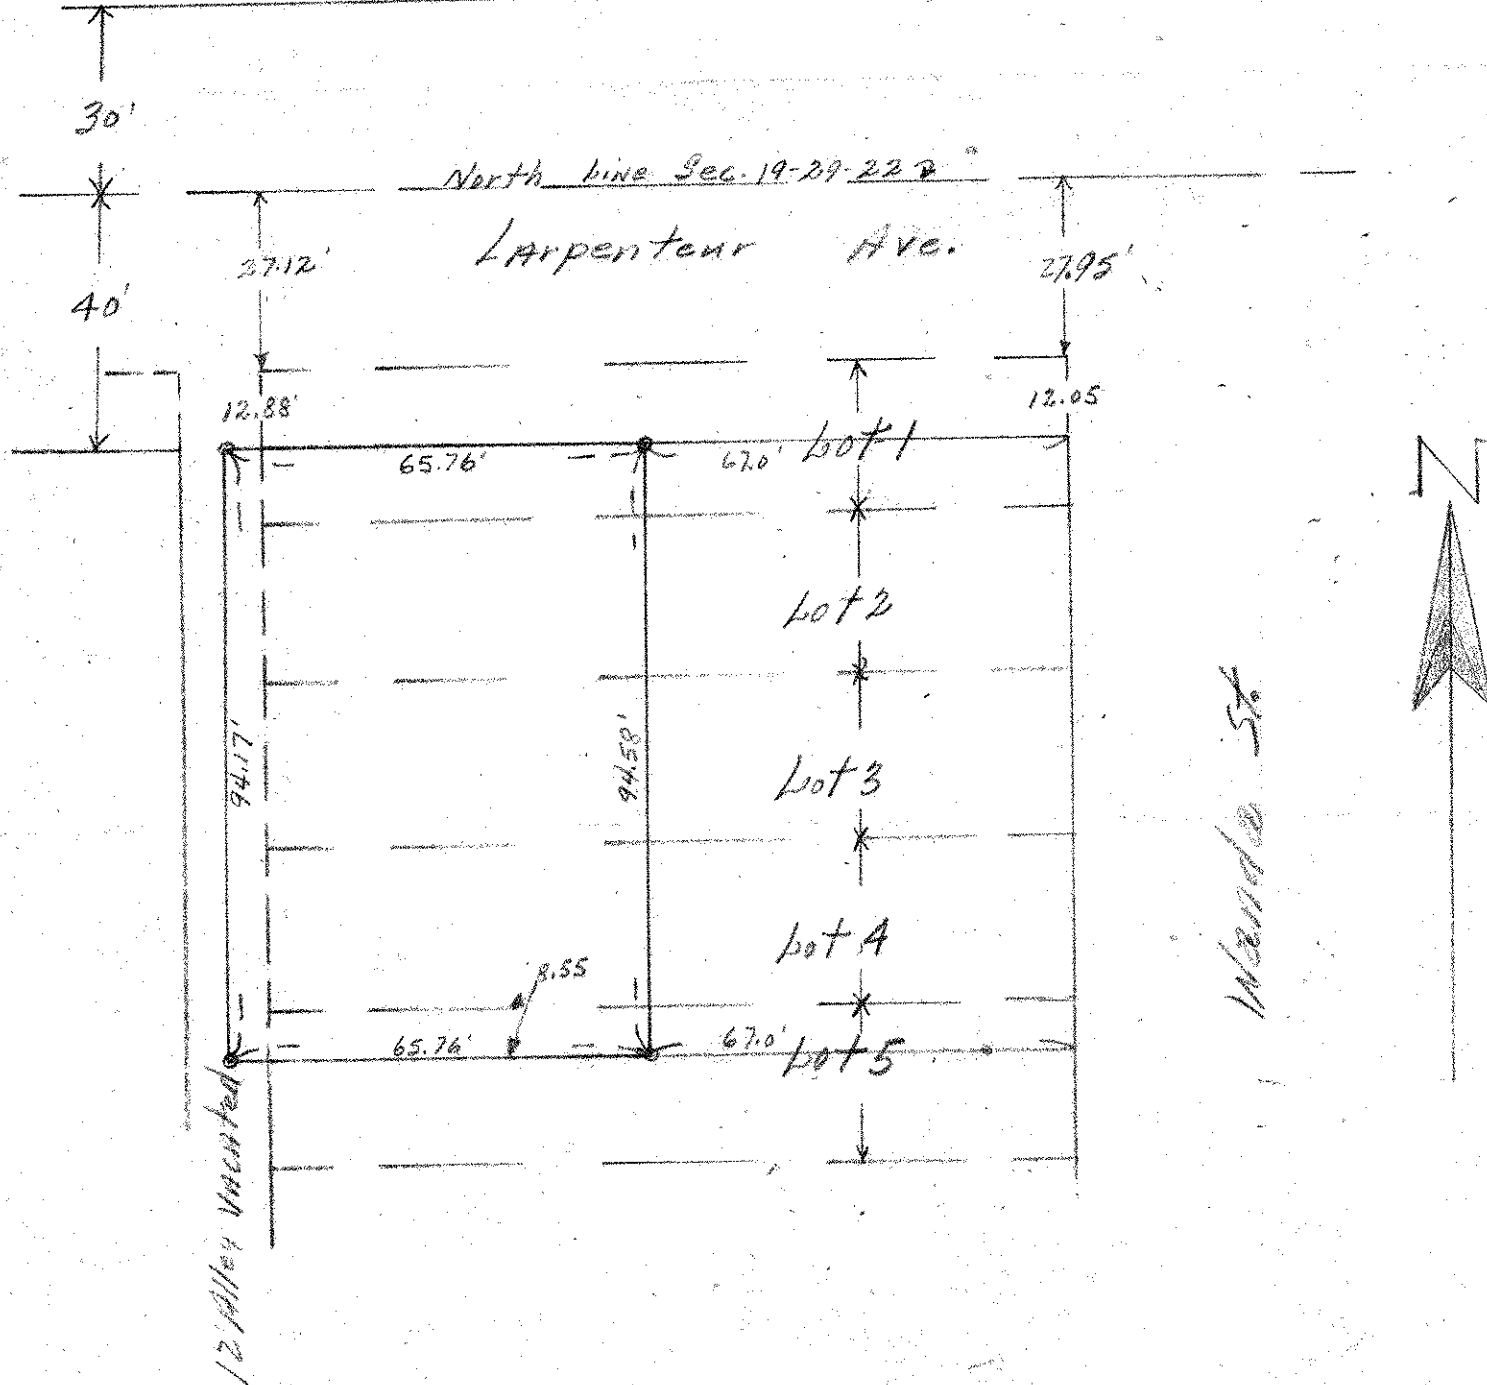 30'
North Line Sec. 19-29-22
Larpenteur Ave.
27.12'
27.95'
40'
12.88'
12.05
65.76'
67.0'
Lot 1
N
Lot 2
94.17'
94.58'
Lot 3
Wanda St.
Lot 4
8.55
65.76'
67.0'
Lot 5
12' Alley Vacated